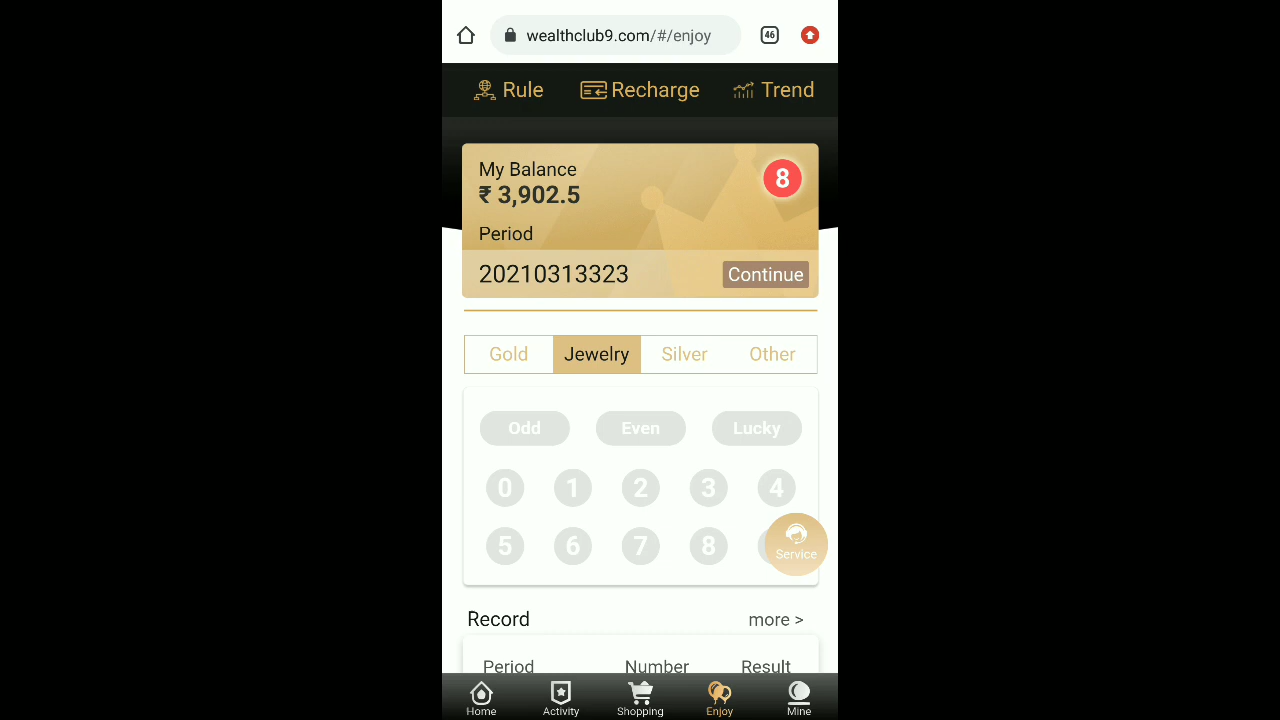 wealthclub9.com/#/enjoy 46
Rule Recharge Trend
My Balance 8
₹ 3,902.5
Period
20210313323 Continue
Gold Jewelry Silver Other
Odd Even Lucky
0 1 2 3 4
5 6 7 8
Service
Record more >
Period Number Result
Home Activity Shopping Enjoy Mine